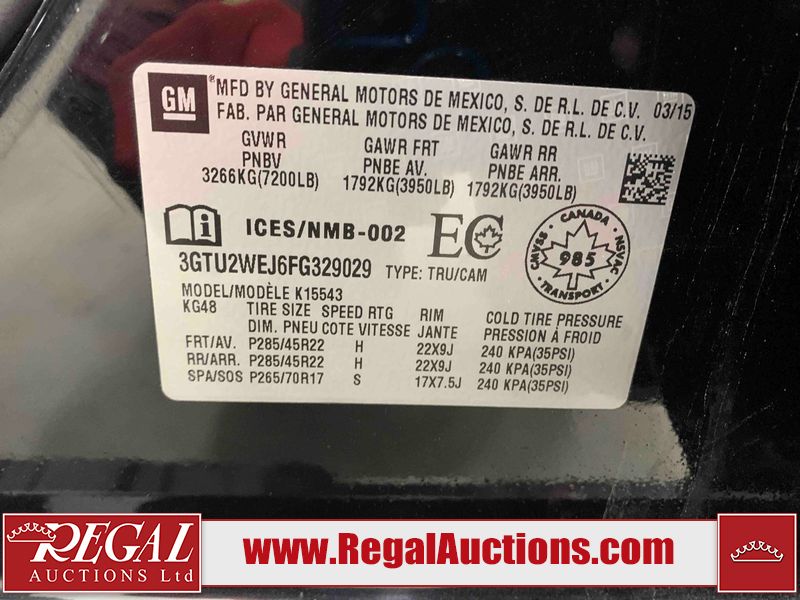 GM
® MFD BY GENERAL MOTORS DE MEXICO, S. DE R.L. DE C.V. 03/15
FAB. PAR GENERAL MOTORS DE MEXICO, S. DE R.L. DE C.V.
GVWR GAWR FRT GAWR RR
PNBV PNBE AV. PNBE ARR.
3266KG(7200LB) 1792KG(3950LB) 1792KG(3950LB)
i ICES/NMB-002 EC
CANADA CMVSS 985 NSVAC TRANSPORT
3GTU2WEJ6FG329029 TYPE: TRU/CAM
MODEL/MODÈLE K15543
KG48 TIRE SIZE SPEED RTG RIM COLD TIRE PRESSURE
DIM. PNEU COTE VITESSE JANTE PRESSION À FROID
FRT/AV. P285/45R22 H 22X9J 240 KPA(35PSI)
RR/ARR. P285/45R22 H 22X9J 240 KPA(35PSI)
SPA/SOS P265/70R17 S 17X7.5J 240 KPA(35PSI)
REGAL
AUCTIONS Ltd
www.RegalAuctions.com